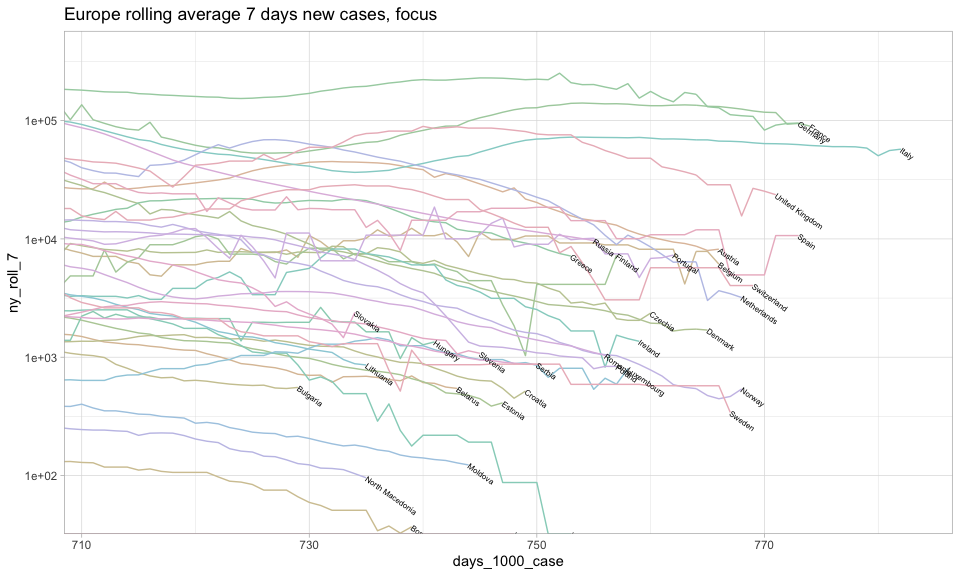 Europe rolling average 7 days new cases, focus
ny_roll_7
1e+05
1e+04
1e+03
1e+02
France
Germany
Italy
United Kingdom
Spain
Russia
Finland
Greece
Portugal
Austria
Belgium
Switzerland
Netherlands
Czechia
Denmark
Slovakia
Ireland
Hungary
Slovenia
Serbia
Lithuania
Luxembourg
Norway
Bulgaria
Belarus
Croatia
Estonia
Sweden
Moldova
North Macedonia
710
730
750
770
days_1000_case